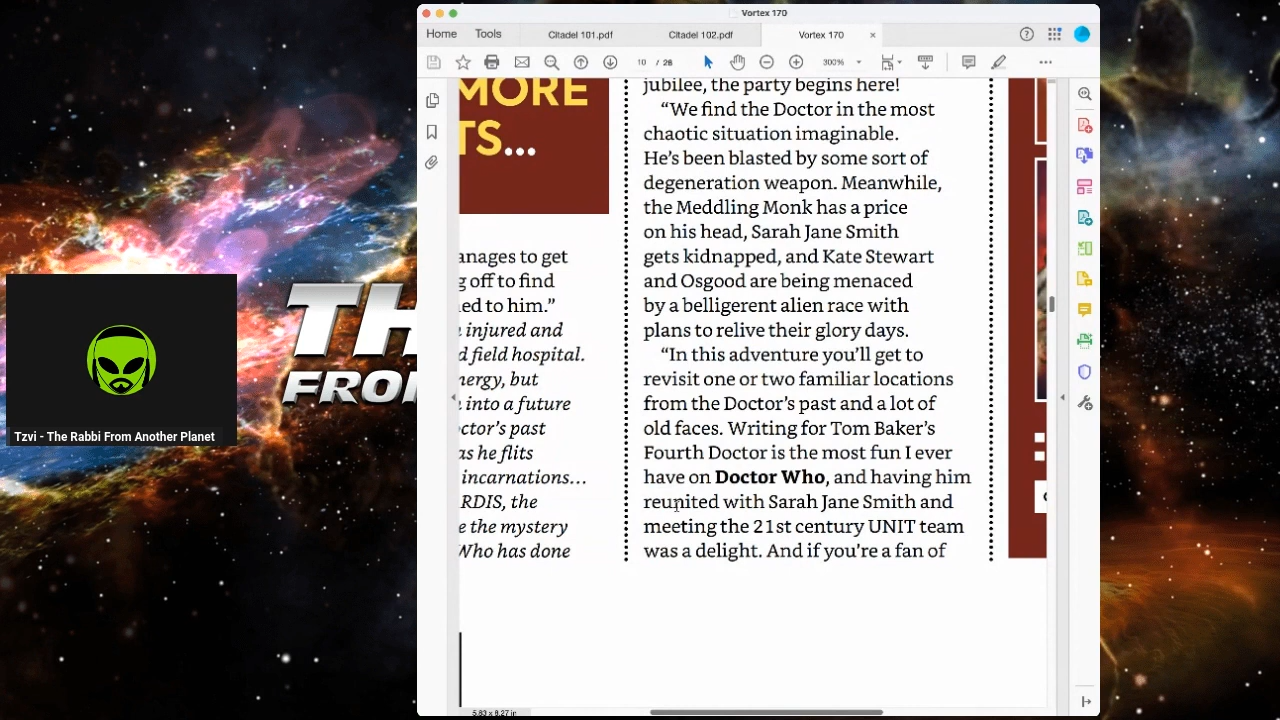 Vortex 170
Home Tools Citadel 101.pdf Citadel 102.pdf Vortex 170
10 / 28 300%
MORE
TS...
anages to get
g off to find
ed to him.”
injured and
d field hospital.
nergy, but
into a future
ctor’s past
as he flits
incarnations…
RDIS, the
e the mystery
Who has done
jubilee, the party begins here!
“We find the Doctor in the most
chaotic situation imaginable.
He’s been blasted by some sort of
degeneration weapon. Meanwhile,
the Meddling Monk has a price
on his head, Sarah Jane Smith
gets kidnapped, and Kate Stewart
and Osgood are being menaced
by a belligerent alien race with
plans to relive their glory days.
“In this adventure you’ll get to
revisit one or two familiar locations
from the Doctor’s past and a lot of
old faces. Writing for Tom Baker’s
Fourth Doctor is the most fun I ever
have on Doctor Who, and having him
reunited with Sarah Jane Smith and
meeting the 21st century UNIT team
was a delight. And if you’re a fan of
5.83 x 8.27 in
TH
FRO
Tzvi - The Rabbi From Another Planet